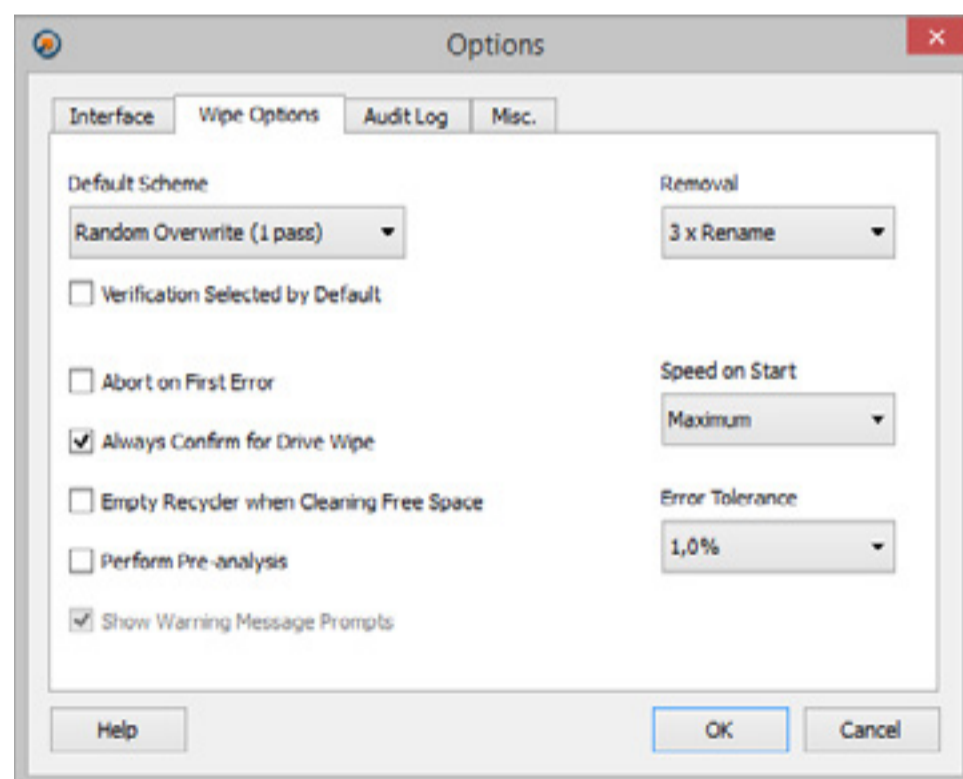 Options
Interface Wipe Options Audit Log Misc.
Default Scheme Removal
Random Overwrite (1 pass) 3 x Rename
Verification Selected by Default
Speed on Start
Abort on First Error
Maximum
Always Confirm for Drive Wipe
Empty Recycler when Cleaning Free Space Error Tolerance
1,0%
Perform Pre-analysis
Show Warning Message Prompts
Help OK Cancel